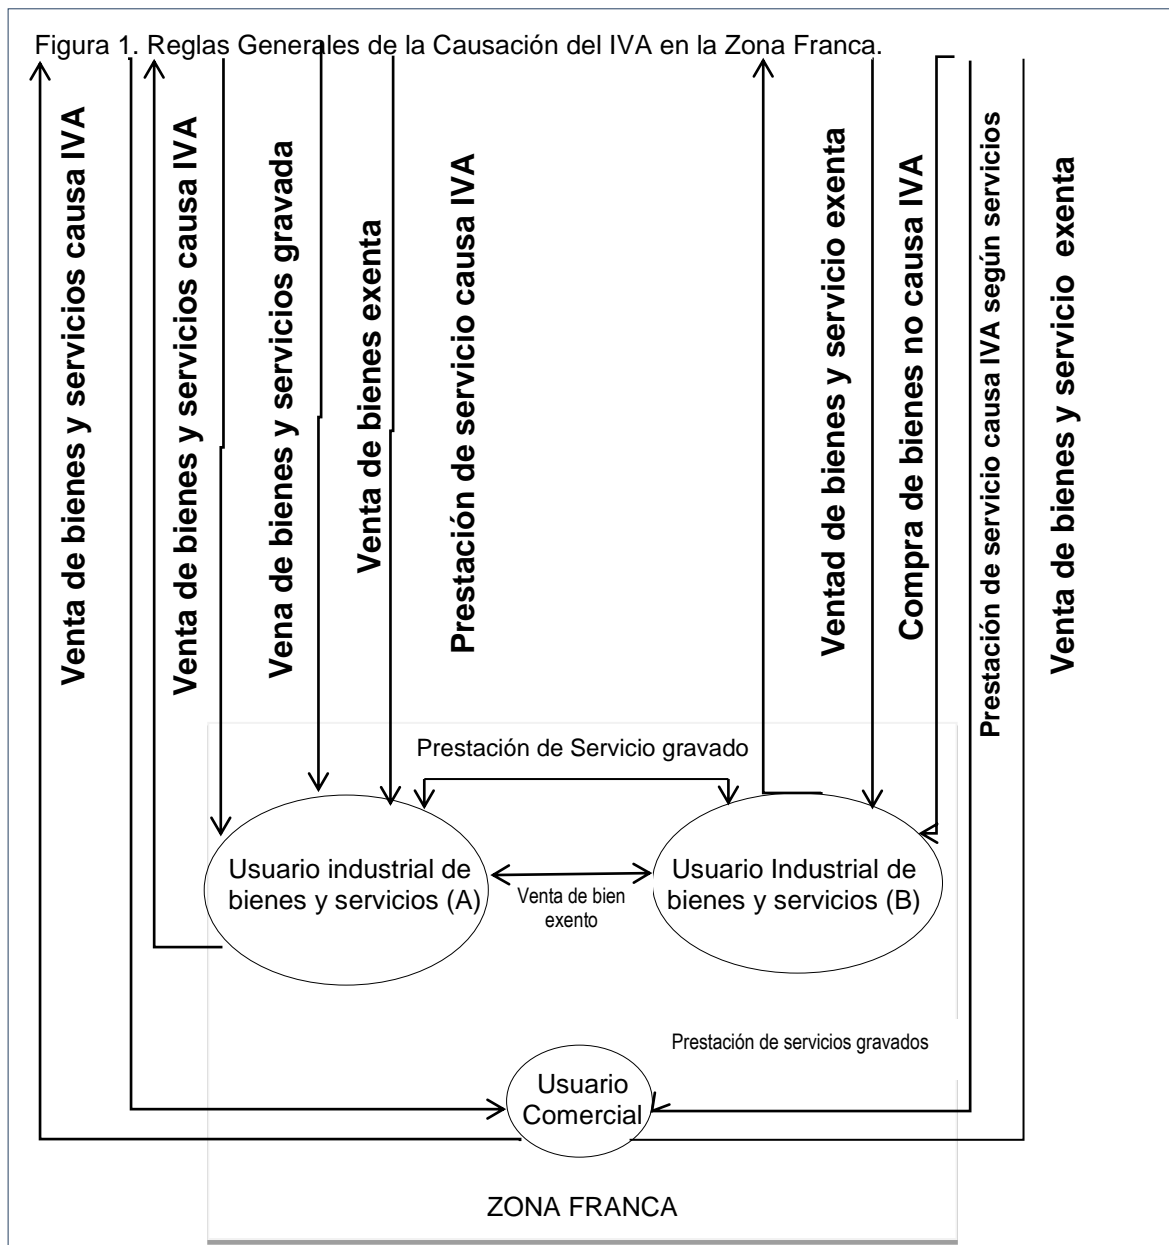 Figura 1. Reglas Generales de la Causación del IVA en la Zona Franca.
Venta de bienes y servicios causa IVA
Venta de bienes y servicios causa IVA
Vena de bienes y servicios gravada
Venta de bienes exenta
Prestación de servicio causa IVA
Ventad de bienes y servicio exenta
Compra de bienes no causa IVA
Prestación de servicio causa IVA según servicios
Venta de bienes y servicio exenta
Prestación de Servicio gravado
Usuario industrial de
bienes y servicios (A)
Venta de bien
exento
Usuario Industrial de
bienes y servicios (B)
Prestación de servicios gravados
Usuario
Comercial
ZONA FRANCA